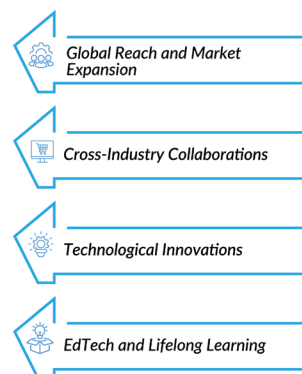 Global Reach and Market
Expansion
Cross-Industry Collaborations
Technological Innovations
EdTech and Lifelong Learning